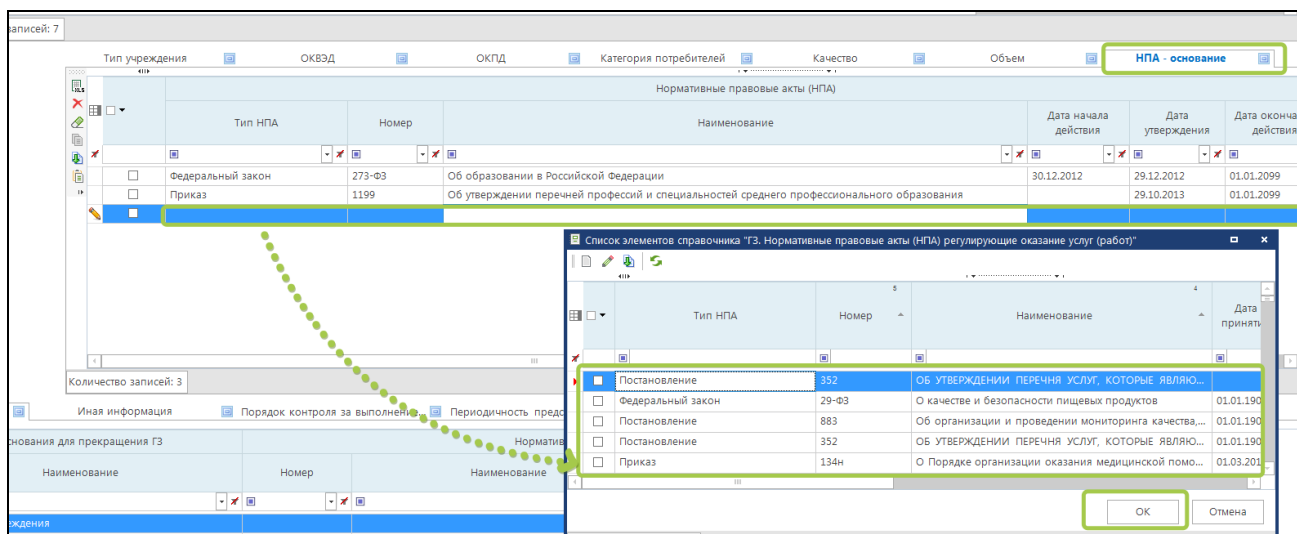 записей: 7
Тип учреждения ОКВЭД ОКПД Категория потребителей Качество Объем НПА - основание
Нормативные правовые акты (НПА)
Тип НПА Номер Наименование Дата начала действия Дата утверждения Дата оконча действия
Федеральный закон 273-ФЗ Об образовании в Российской Федерации 30.12.2012 29.12.2012 01.01.2099
Приказ 1199 Об утверждении перечней профессий и специальностей среднего профессионального образования 29.10.2013 01.01.2099
Список элементов справочника "ГЗ. Нормативные правовые акты (НПА) регулирующие оказание услуг (работ)"
5 4
Тип НПА Номер Наименование Дата приняти
Постановление 352 ОБ УТВЕРЖДЕНИИ ПЕРЕЧНЯ УСЛУГ, КОТОРЫЕ ЯВЛЯЮ...
Федеральный закон 29-ФЗ О качестве и безопасности пищевых продуктов 01.01.190
Постановление 883 Об организации и проведении мониторинга качества,... 01.01.190
Постановление 352 ОБ УТВЕРЖДЕНИИ ПЕРЕЧНЯ УСЛУГ, КОТОРЫЕ ЯВЛЯЮ... 01.01.190
Приказ 134н О Порядке организации оказания медицинской помо... 01.03.201
ОК Отмена
Количество записей: 3
Иная информация Порядок контроля за выполнение... Периодичность предо
снования для прекращения ГЗ Норматив
Наименование Номер Наименование
еждения